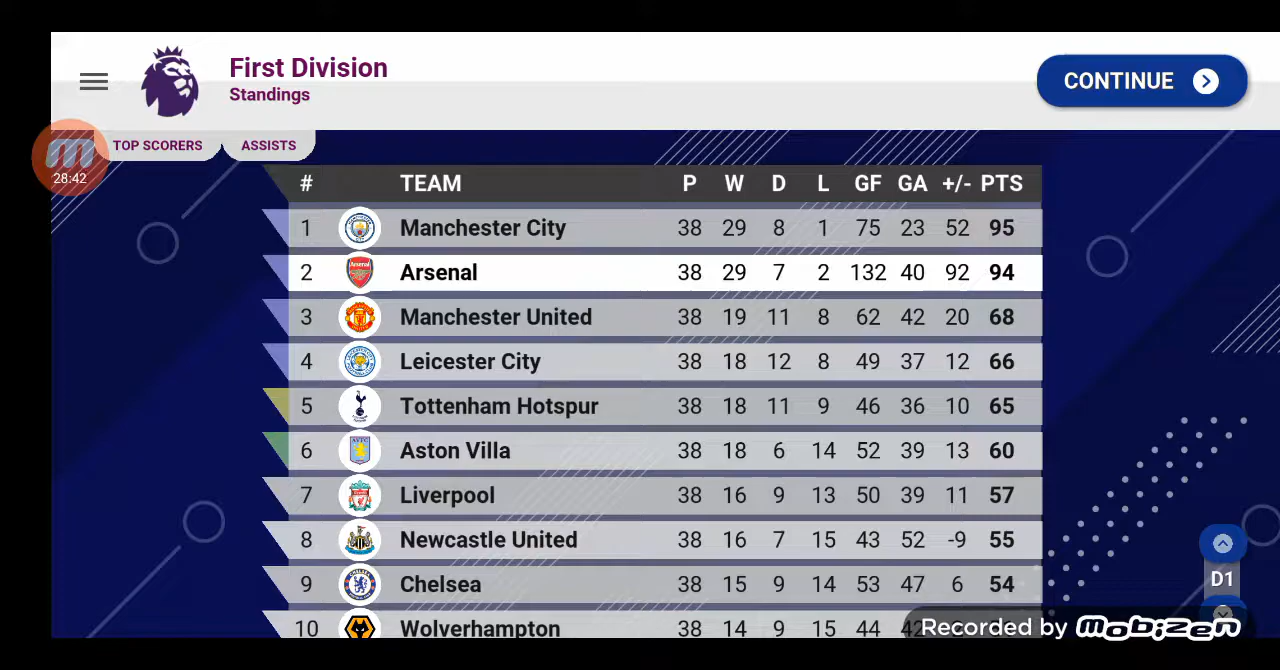 First Division
Standings
CONTINUE
TOP SCORERS
ASSISTS
28:42
# TEAM P W D L GF GA +/- PTS
1 Manchester City 38 29 8 1 75 23 52 95
2 Arsenal 38 29 7 2 132 40 92 94
3 Manchester United 38 19 11 8 62 42 20 68
4 Leicester City 38 18 12 8 49 37 12 66
5 Tottenham Hotspur 38 18 11 9 46 36 10 65
6 Aston Villa 38 18 6 14 52 39 13 60
7 Liverpool 38 16 9 13 50 39 11 57
8 Newcastle United 38 16 7 15 43 52 -9 55
9 Chelsea 38 15 9 14 53 47 6 54
10 Wolverhampton 38 14 9 15 44
D1
Recorded by mobizen